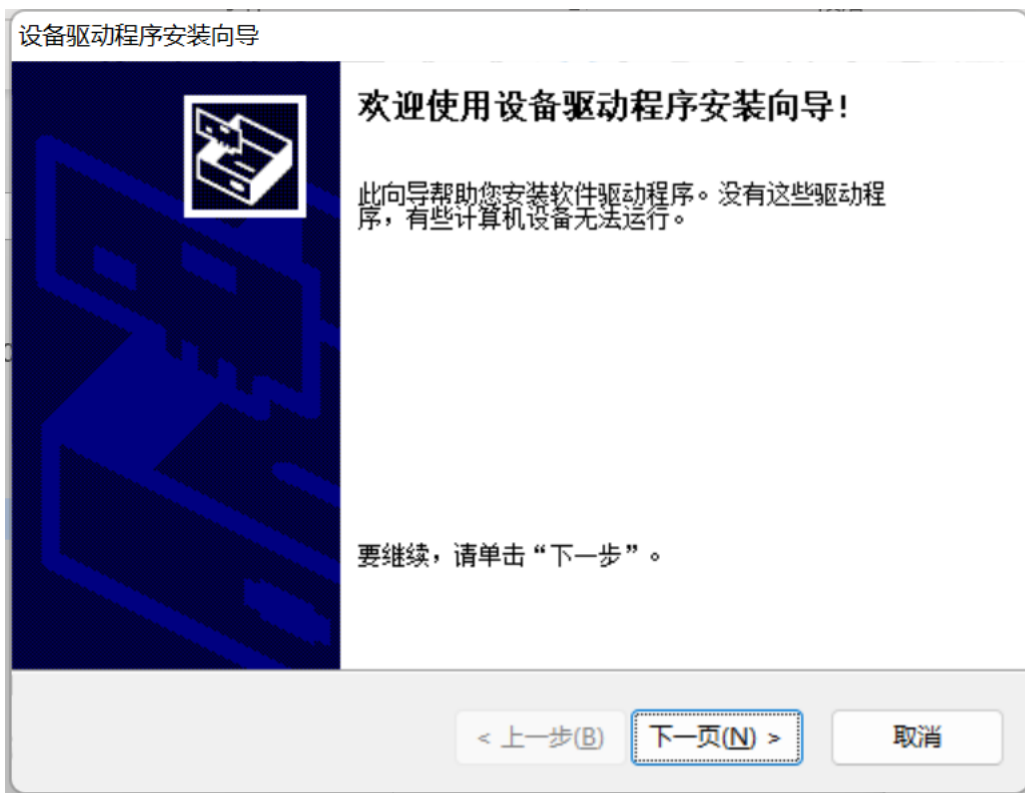 设备驱动程序安装向导
欢迎使用设备驱动程序安装向导!
此向导帮助您安装软件驱动程序。没有这些驱动程
序，有些计算机设备无法运行。
要继续，请单击“下一步”。
< 上一步(B)
下一页(N) >
取消